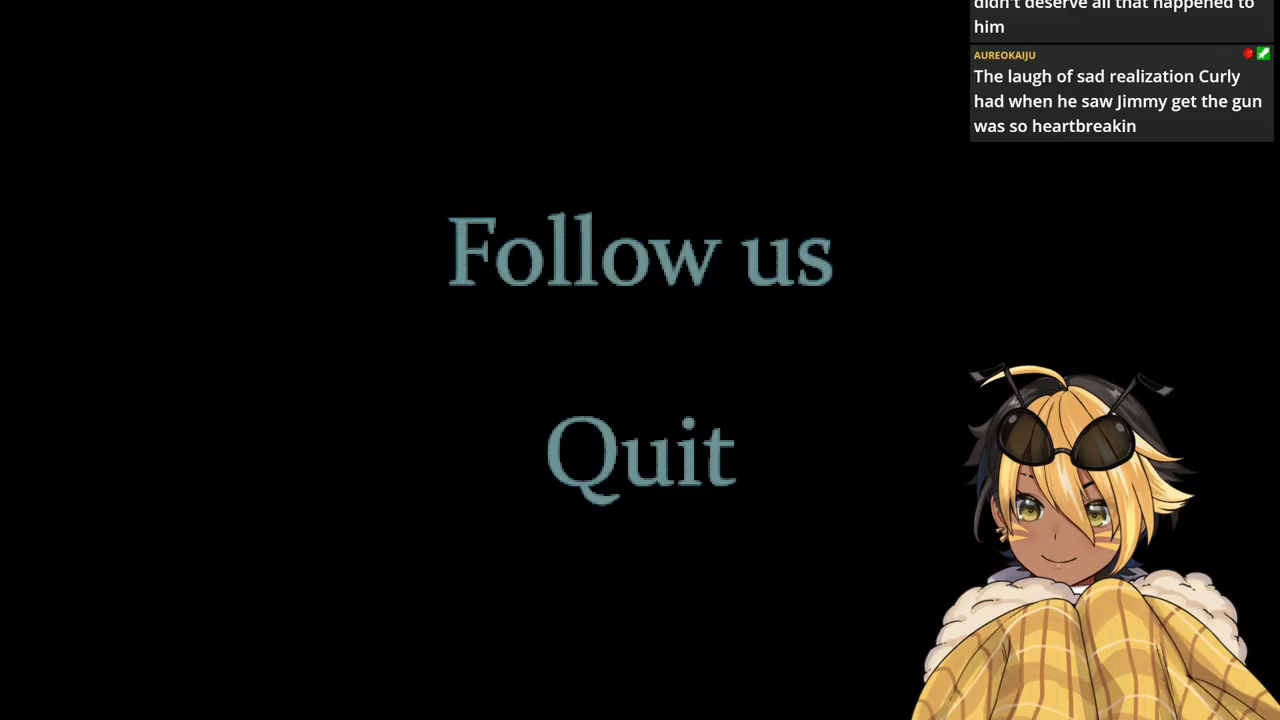 didn't deserve all that happened to
him
AUREOKAIJU
The laugh of sad realization Curly
had when he saw Jimmy get the gun
was so heartbreakin
Follow us
Quit